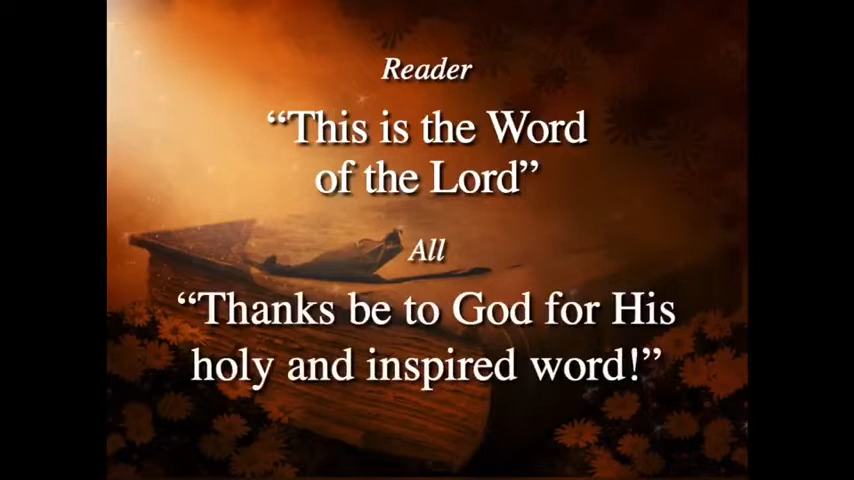 Reader
“This is the Word
of the Lord”
All
“Thanks be to God for His
holy and inspired word!”